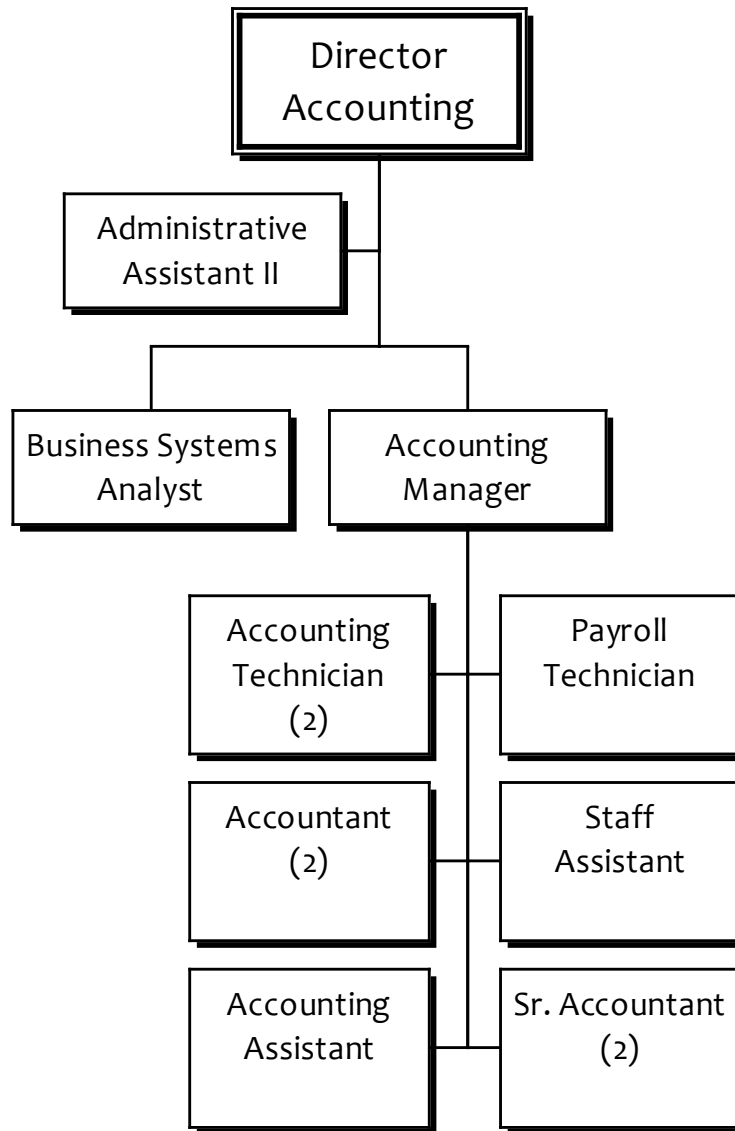 Director
Accounting
Administrative
Assistant II
Business Systems
Analyst
Accounting
Manager
Accounting
Technician
(2)
Payroll
Technician
Accountant
(2)
Staff
Assistant
Accounting
Assistant
Sr. Accountant
(2)